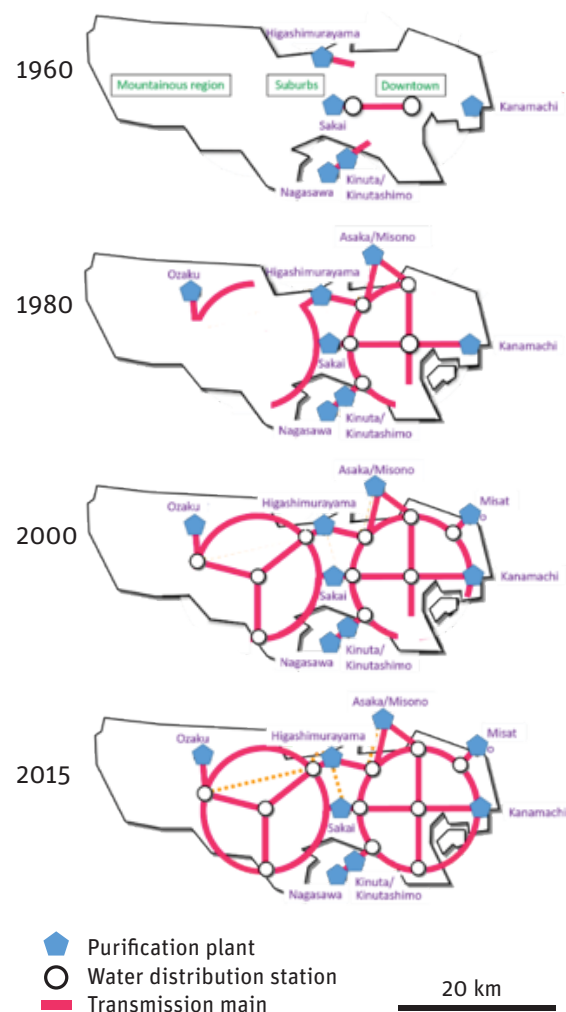 Higashimurayama
1960
Mountainous region
Suburbs
Downtown
Sakai
Kanamachi
Nagasawa
Kinuta/
Kinutashimo
Asaka/Misono
Ozaku
Higashimurayama
1980
Sakai
Kanamachi
Nagasawa
Kinuta/
Kinutashimo
Asaka/Misono
Ozaku
Higashimurayama
Misat
o
2000
Sakai
Kanamachi
Nagasawa
Kinuta/
Kinutashimo
Asaka/Misono
Ozaku
Higashimurayama
Misat
o
2015
Sakai
Kanamachi
Nagasawa
Kinuta/
Kinutashimo
Purification plant
Water distribution station
Transmission main
20 km